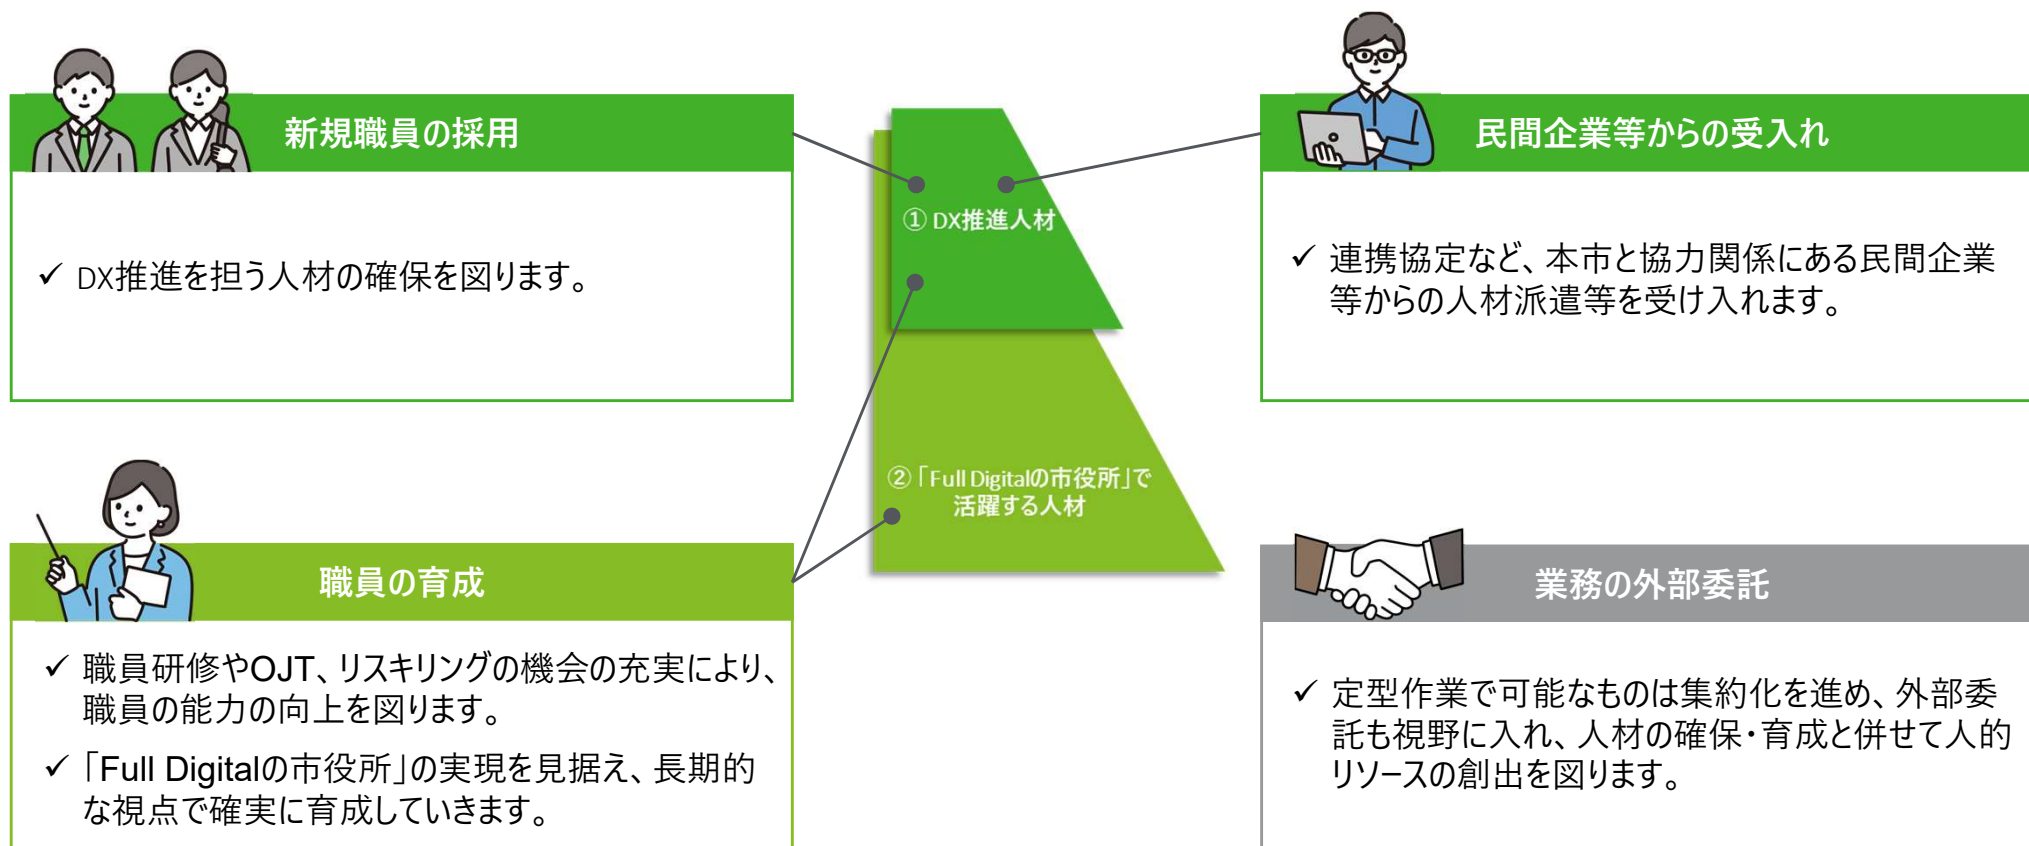 新規職員の採用
✓ DX推進を担う人材の確保を図ります。
民間企業等からの受入れ
✓ 連携協定など、本市と協力関係にある民間企業
等からの人材派遣等を受け入れます。
① DX推進人材
②「Full Digitalの市役所」で
活躍する人材
職員の育成
✓ 職員研修やOJT、リスキリングの機会の充実により、
職員の能力の向上を図ります。
✓「Full Digitalの市役所」の実現を見据え、長期的
な視点で確実に育成していきます。
業務の外部委託
✓ 定型作業で可能なものは集約化を進め、外部委
託も視野に入れ、人材の確保・育成と併せて人的
リソースの創出を図ります。